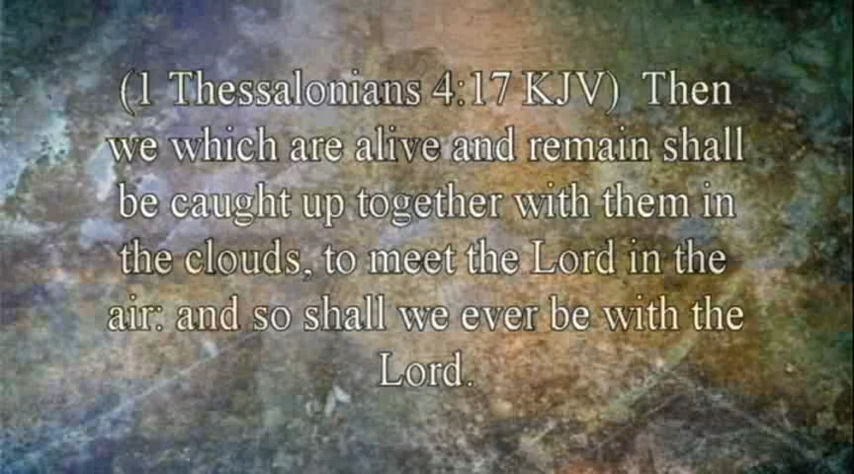 (1 Thessalonians 4:17 KJV)  Then
we which are alive and remain shall
be caught up together with them in
the clouds, to meet the Lord in the
air: and so shall we ever be with the
Lord.